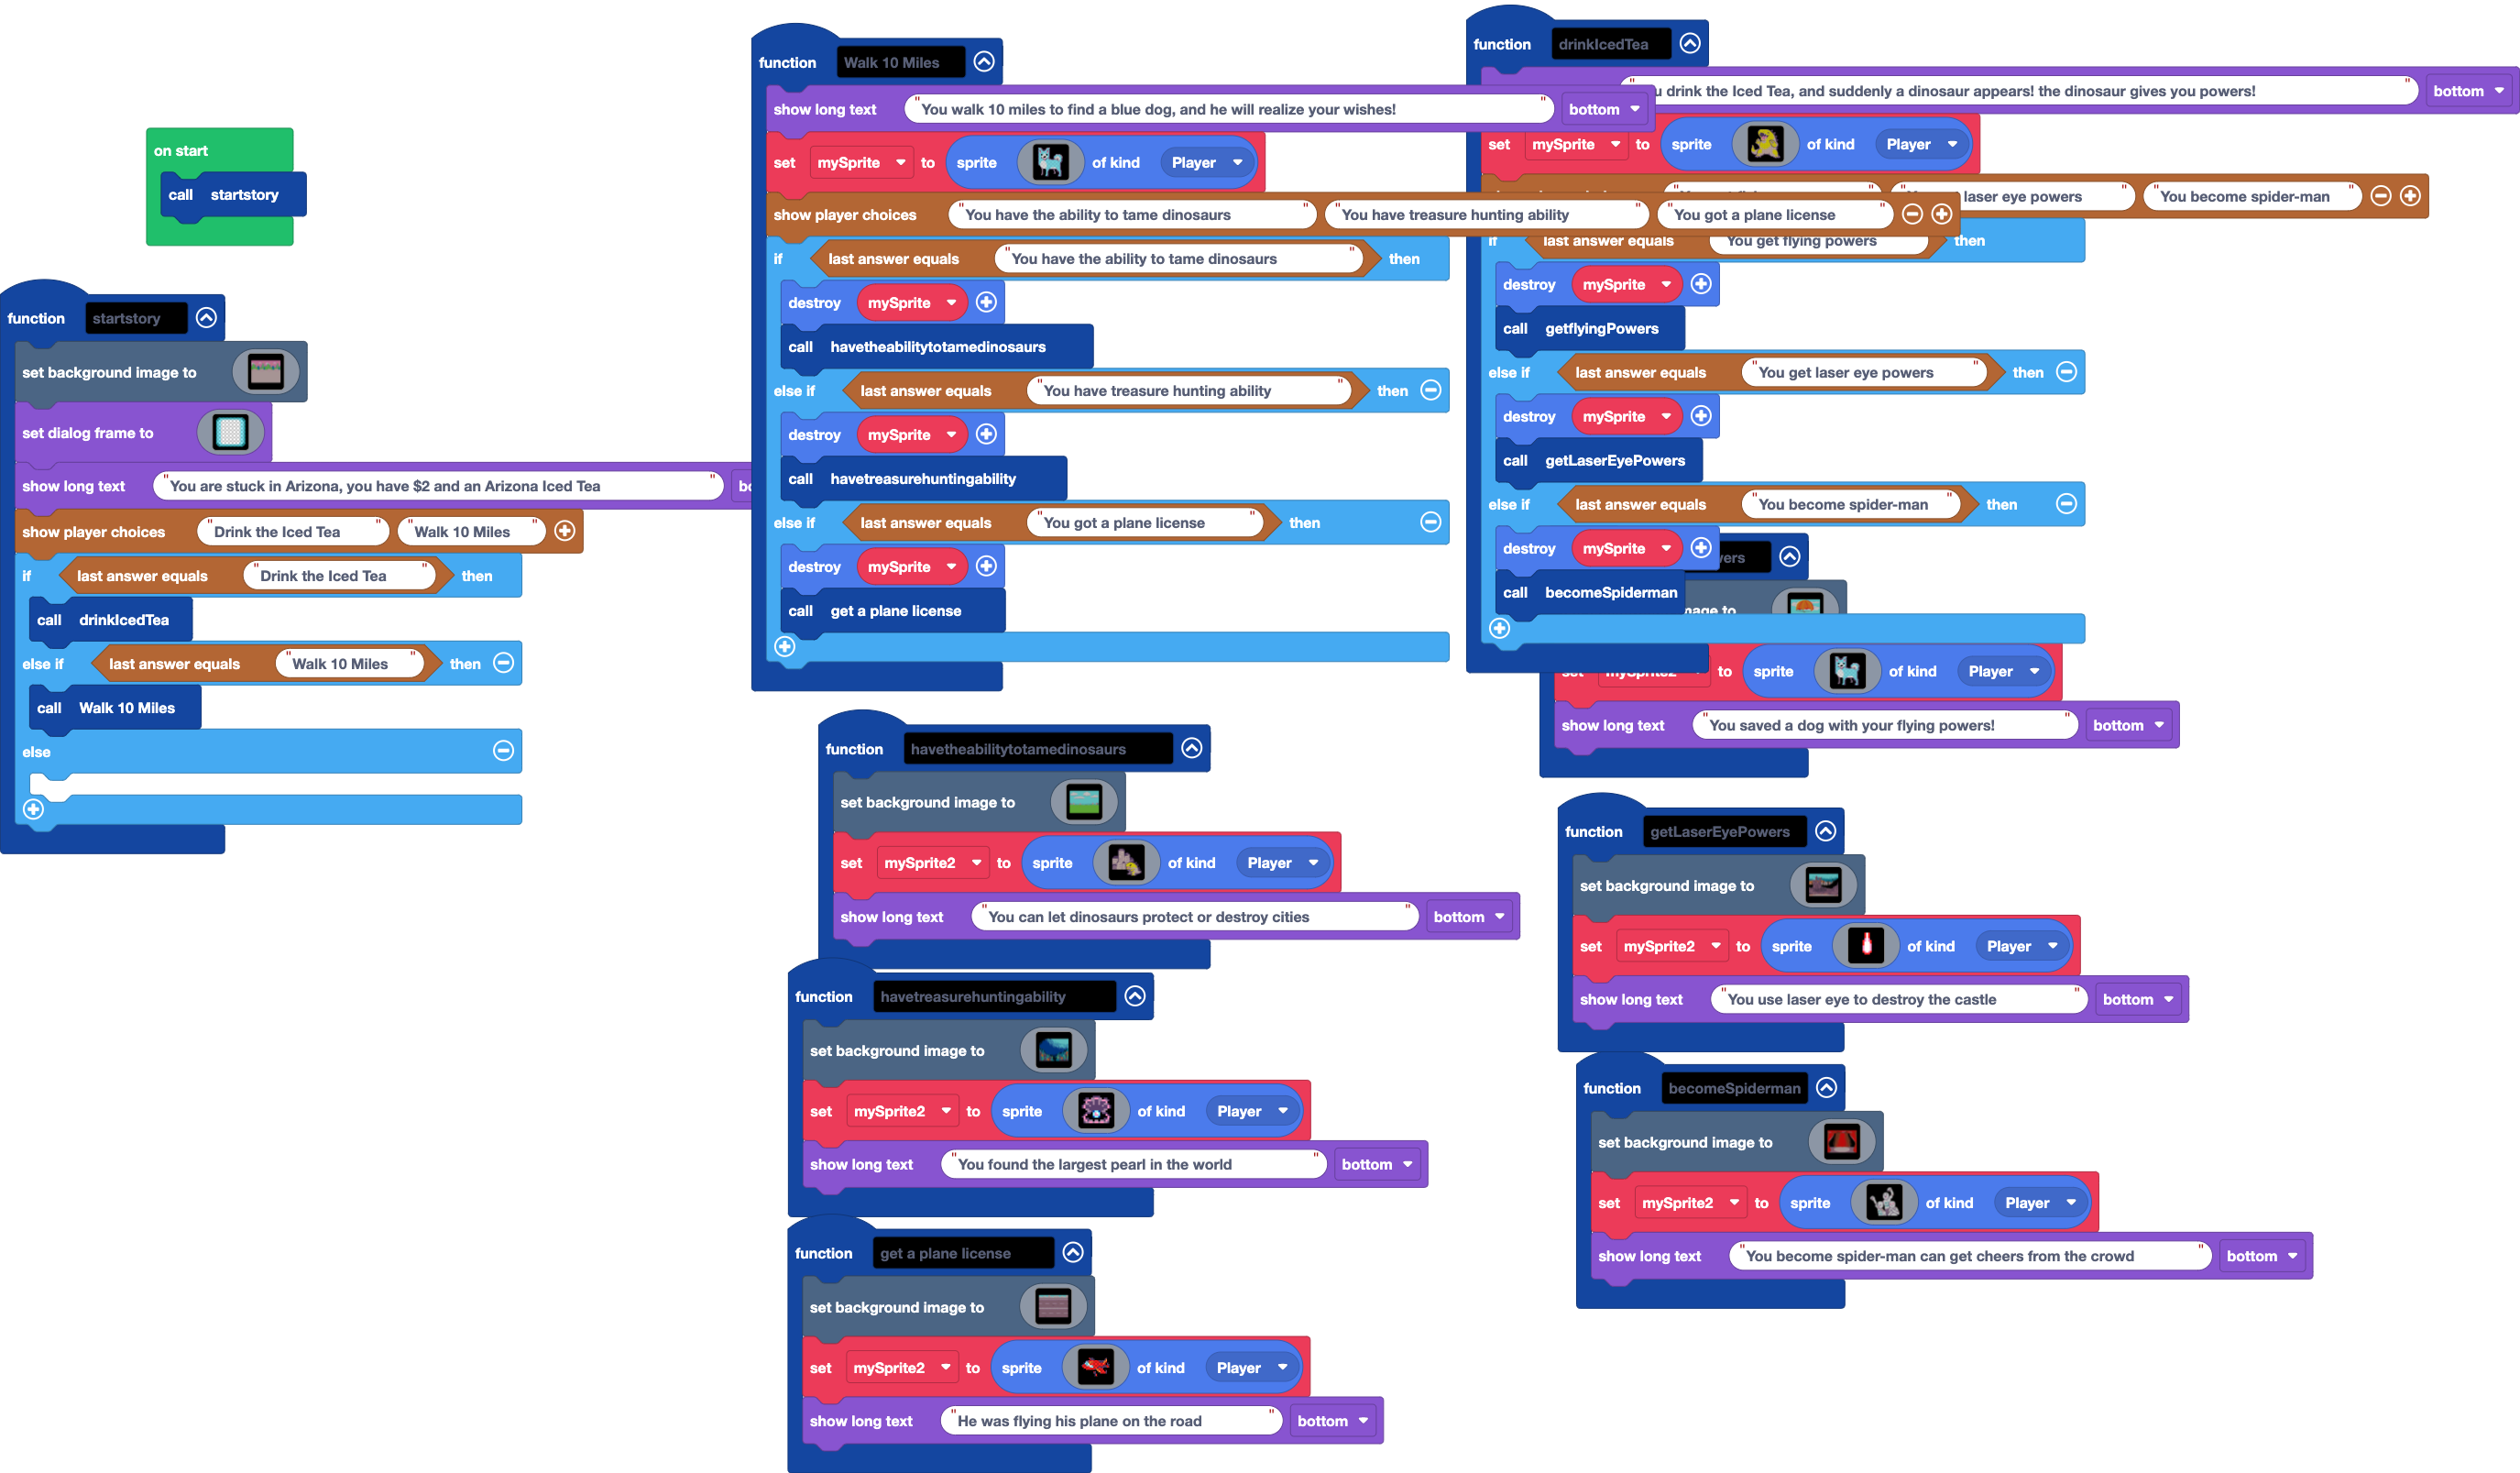 on start
call startstory
function startstory
set background image to
set dialog frame to
show long text "You are stuck in Arizona, you have $2 and an Arizona Iced Tea"
show player choices "Drink the Iced Tea" "Walk 10 Miles"
if last answer equals "Drink the Iced Tea" then
call drinkIcedTea
else if last answer equals "Walk 10 Miles" then
call Walk 10 Miles
else
function Walk 10 Miles
show long text "You walk 10 miles to find a blue dog, and he will realize your wishes!" bottom
set mySprite to sprite of kind Player
show player choices "You have the ability to tame dinosaurs" "You have treasure hunting ability" "You got a plane license"
if last answer equals "You have the ability to tame dinosaurs" then
destroy mySprite
call havetheabilitytotamedinosaurs
else if last answer equals "You have treasure hunting ability" then
destroy mySprite
call havetreasurehuntingability
else if last answer equals "You got a plane license" then
destroy mySprite
call get a plane license
function havetheabilitytotamedinosaurs
set background image to
set mySprite2 to sprite of kind Player
show long text "You can let dinosaurs protect or destroy cities" bottom
function havetreasurehuntingability
set background image to
set mySprite2 to sprite of kind Player
show long text "You found the largest pearl in the world" bottom
function get a plane license
set background image to
set mySprite2 to sprite of kind Player
show long text "He was flying his plane on the road" bottom
function drinkIcedTea
drink the Iced Tea, and suddenly a dinosaur appears! the dinosaur gives you powers!" bottom
set mySprite to sprite of kind Player
laser eye powers" "You become spider-man"
if last answer equals "You get flying powers" then
destroy mySprite
call getflyingPowers
else if last answer equals "You get laser eye powers" then
destroy mySprite
call getLaserEyePowers
else if last answer equals "You become spider-man" then
destroy mySprite
call becomeSpiderman
to
set mySprite2 to sprite of kind Player
show long text "You saved a dog with your flying powers!" bottom
function getLaserEyePowers
set background image to
set mySprite2 to sprite of kind Player
show long text "You use laser eye to destroy the castle" bottom
function becomeSpiderman
set background image to
set mySprite2 to sprite of kind Player
show long text "You become spider-man can get cheers from the crowd" bottom